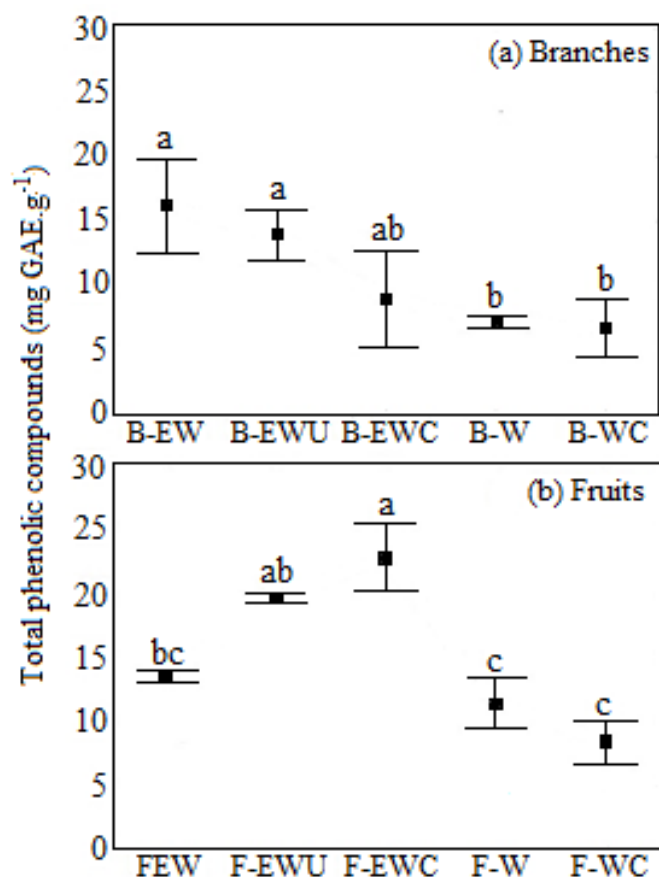 Total phenolic compounds (mg GAE.g⁻¹)
30
(a) Branches
25
20
a
a
15
ab
10
b
b
5
0
B-EW B-EWU B-EWC B-W B-WC
30
(b) Fruits
a
25
ab
20
15
bc
c
10
c
5
0
FEW F-EWU F-EWC F-W F-WC